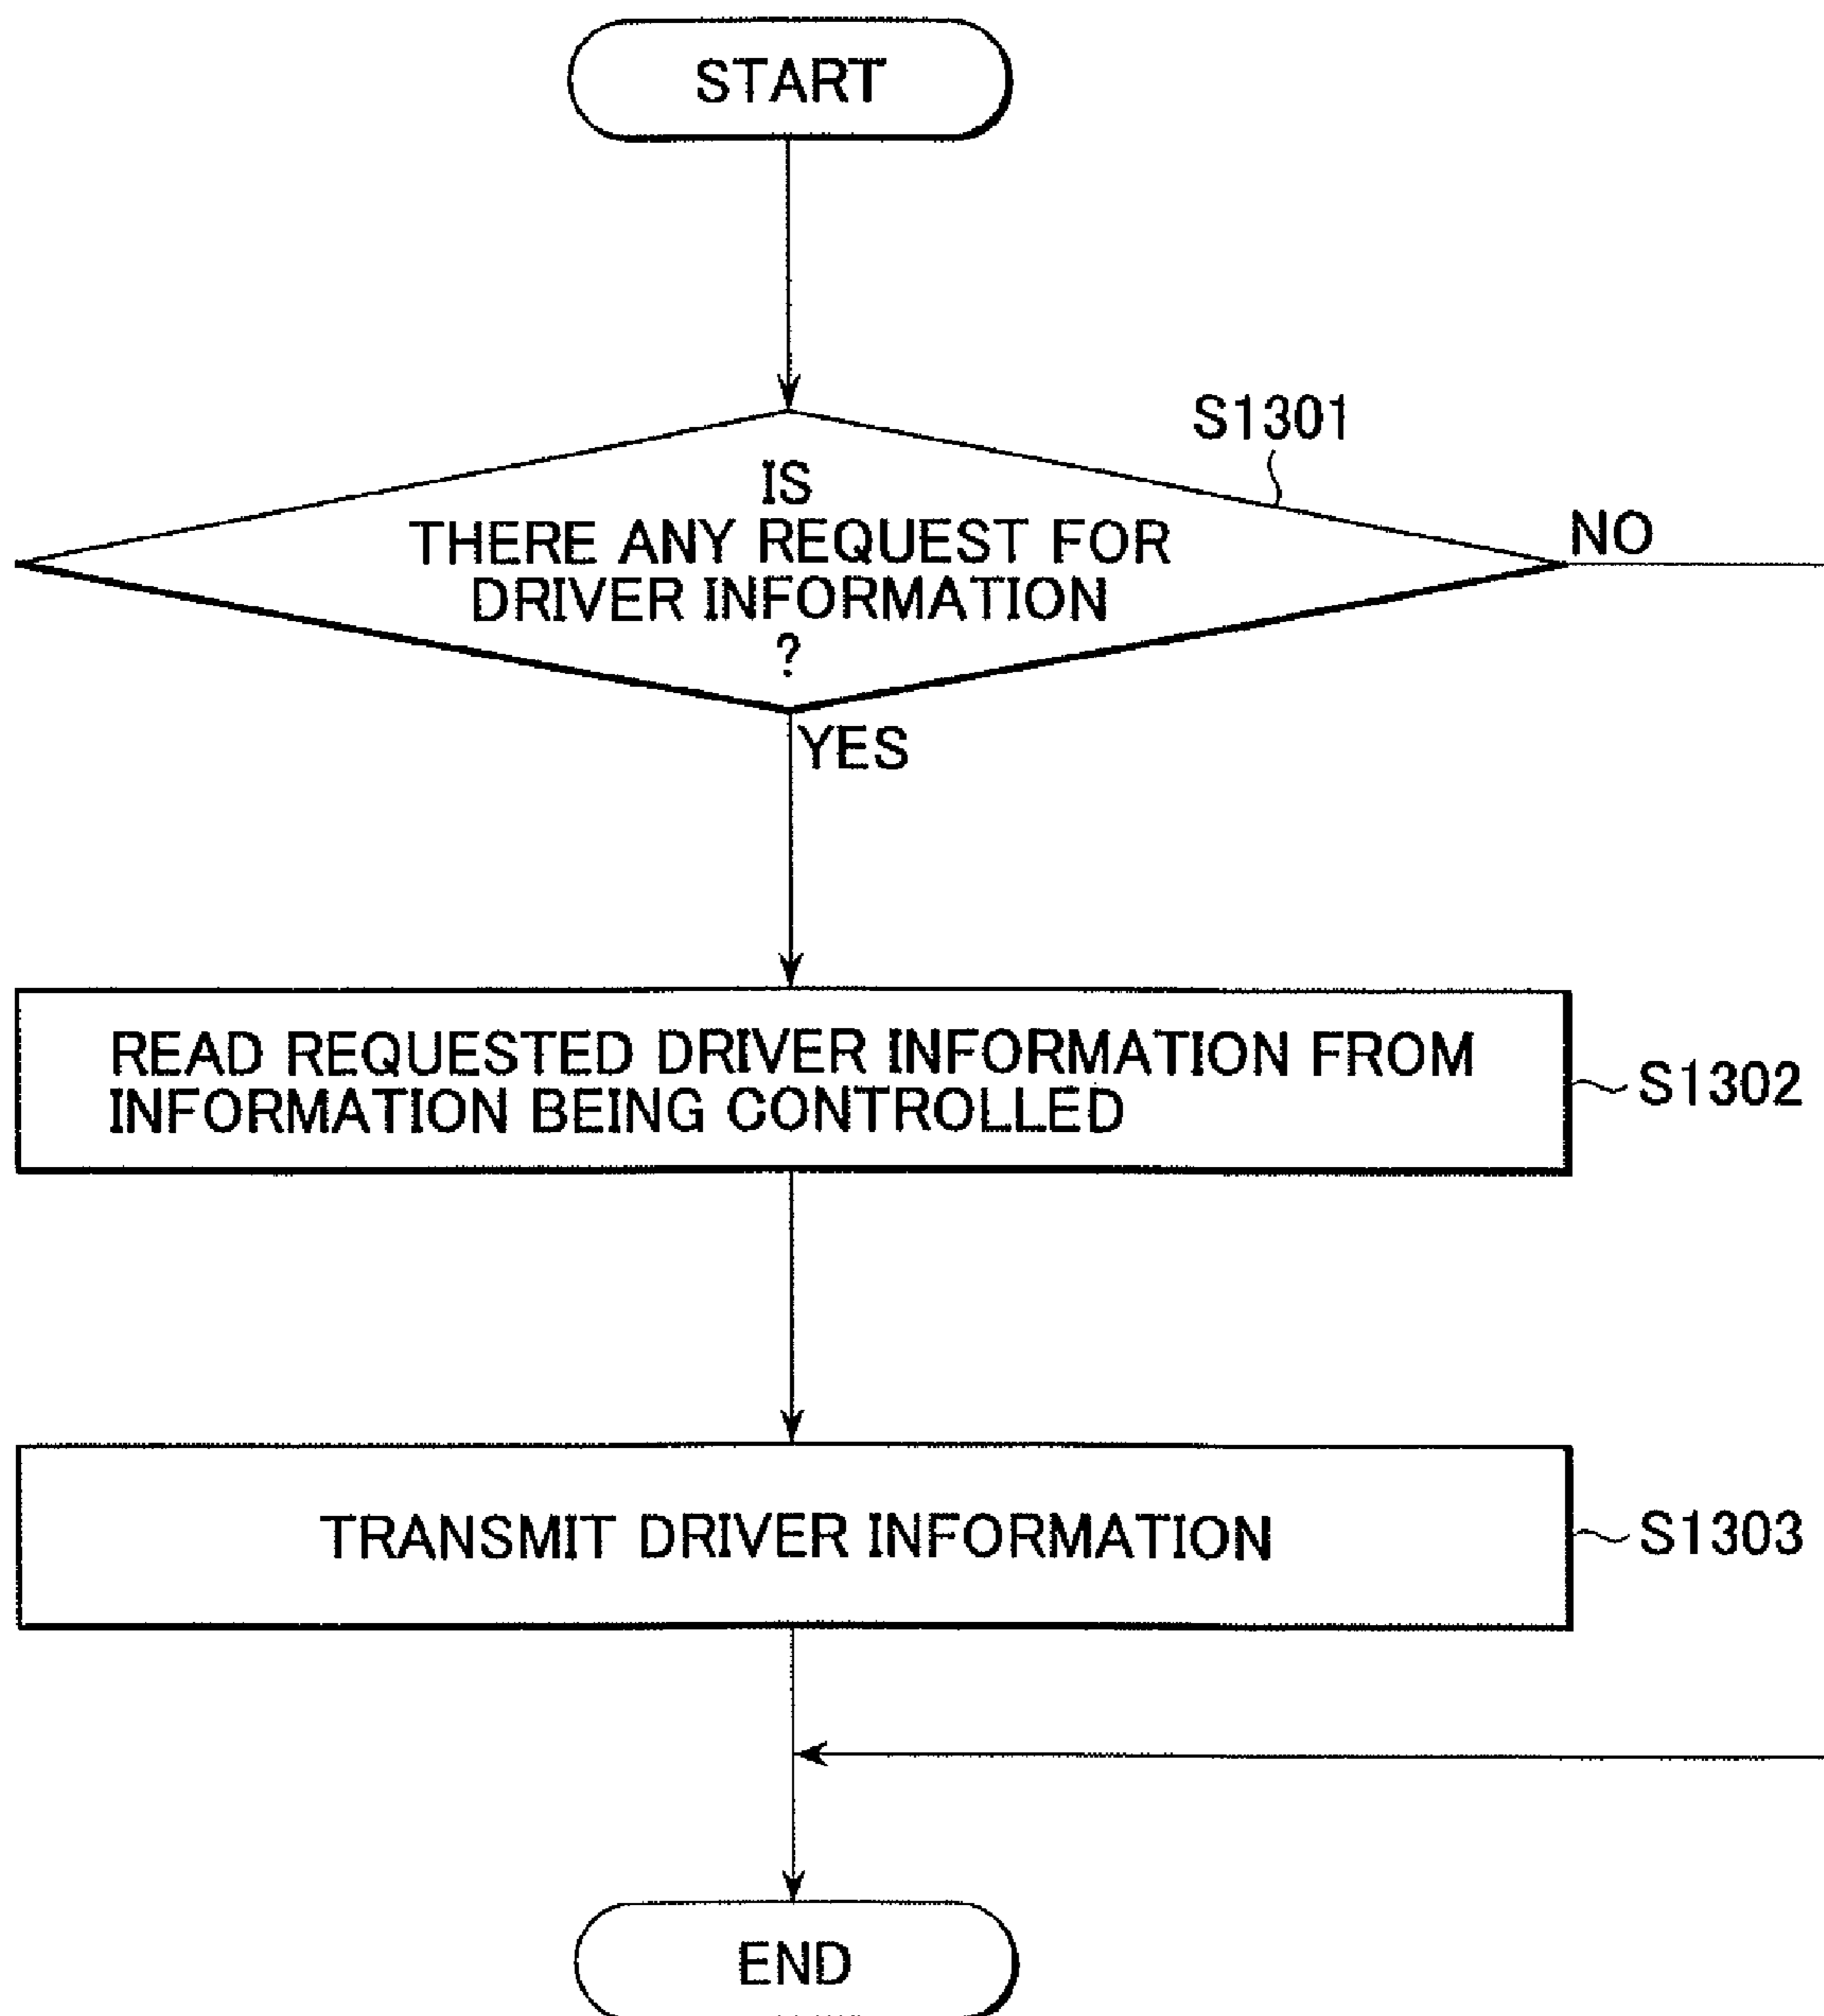 START
S1301
IS
THERE ANY REQUEST FOR
DRIVER INFORMATION
?
NO
YES
READ REQUESTED DRIVER INFORMATION FROM
INFORMATION BEING CONTROLLED
S1302
TRANSMIT DRIVER INFORMATION
S1303
END